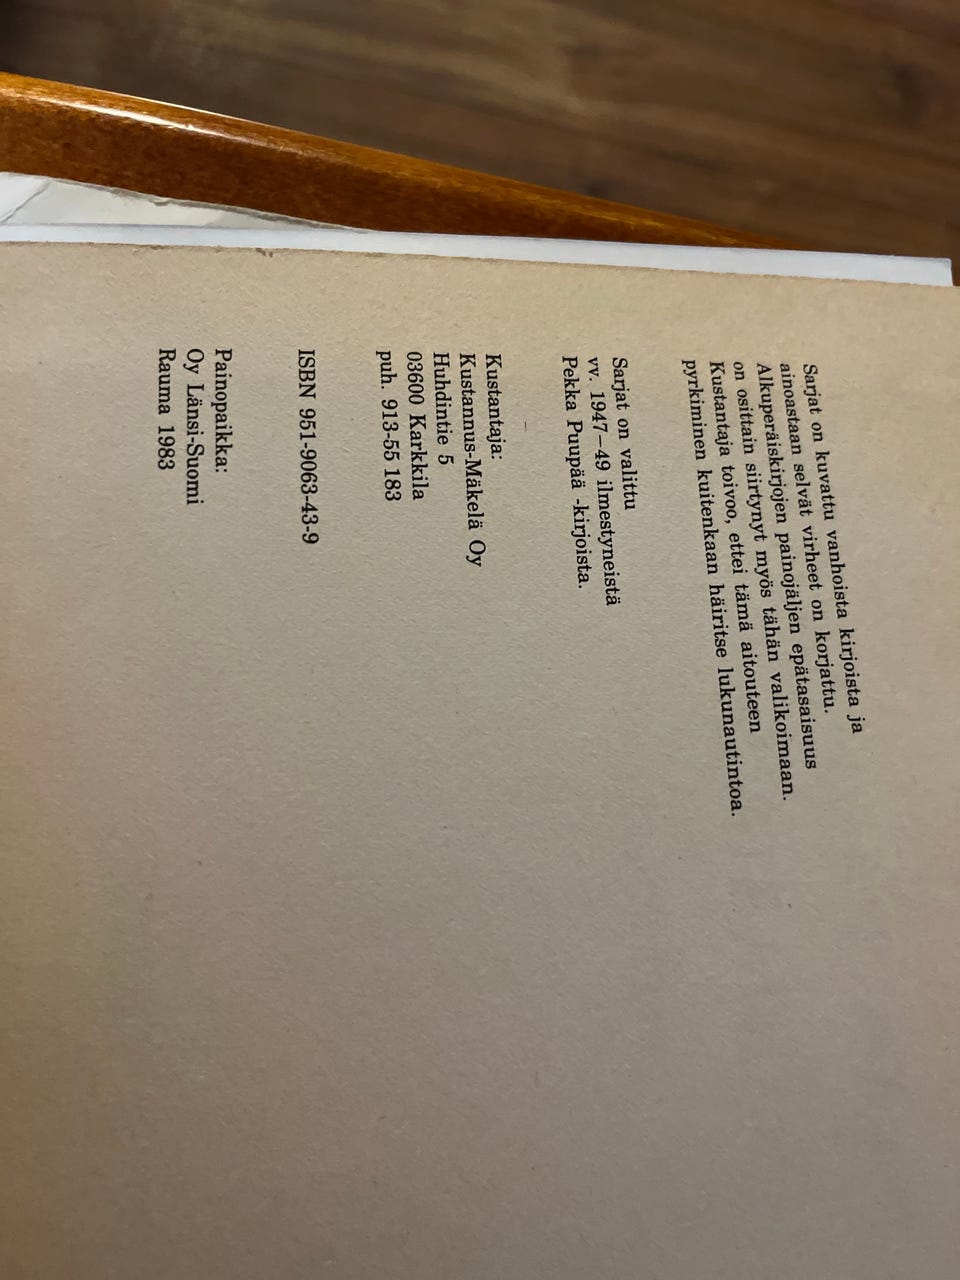 Sarjat on kuvattu vanhoista kirjoista ja
ainoastaan selvät virheet on korjattu.
Alkuperäiskirjojen painojäljen epätasaisuus
on osittain siirtynyt myös tähän valikoimaan.
Kustantaja toivoo, ettei tämä aitouteen
pyrkiminen kuitenkaan häiritse lukunautintoa.
Sarjat on valittu
vv. 1947—49 ilmestyneistä
Pekka Puupää -kirjoista.
Kustantaja:
Kustannus-Mäkelä Oy
Huhdintie 5
03600 Karkkila
puh. 913-55 183
ISBN 951-9063-43-9
Painopaikka:
Oy Länsi-Suomi
Rauma 1983